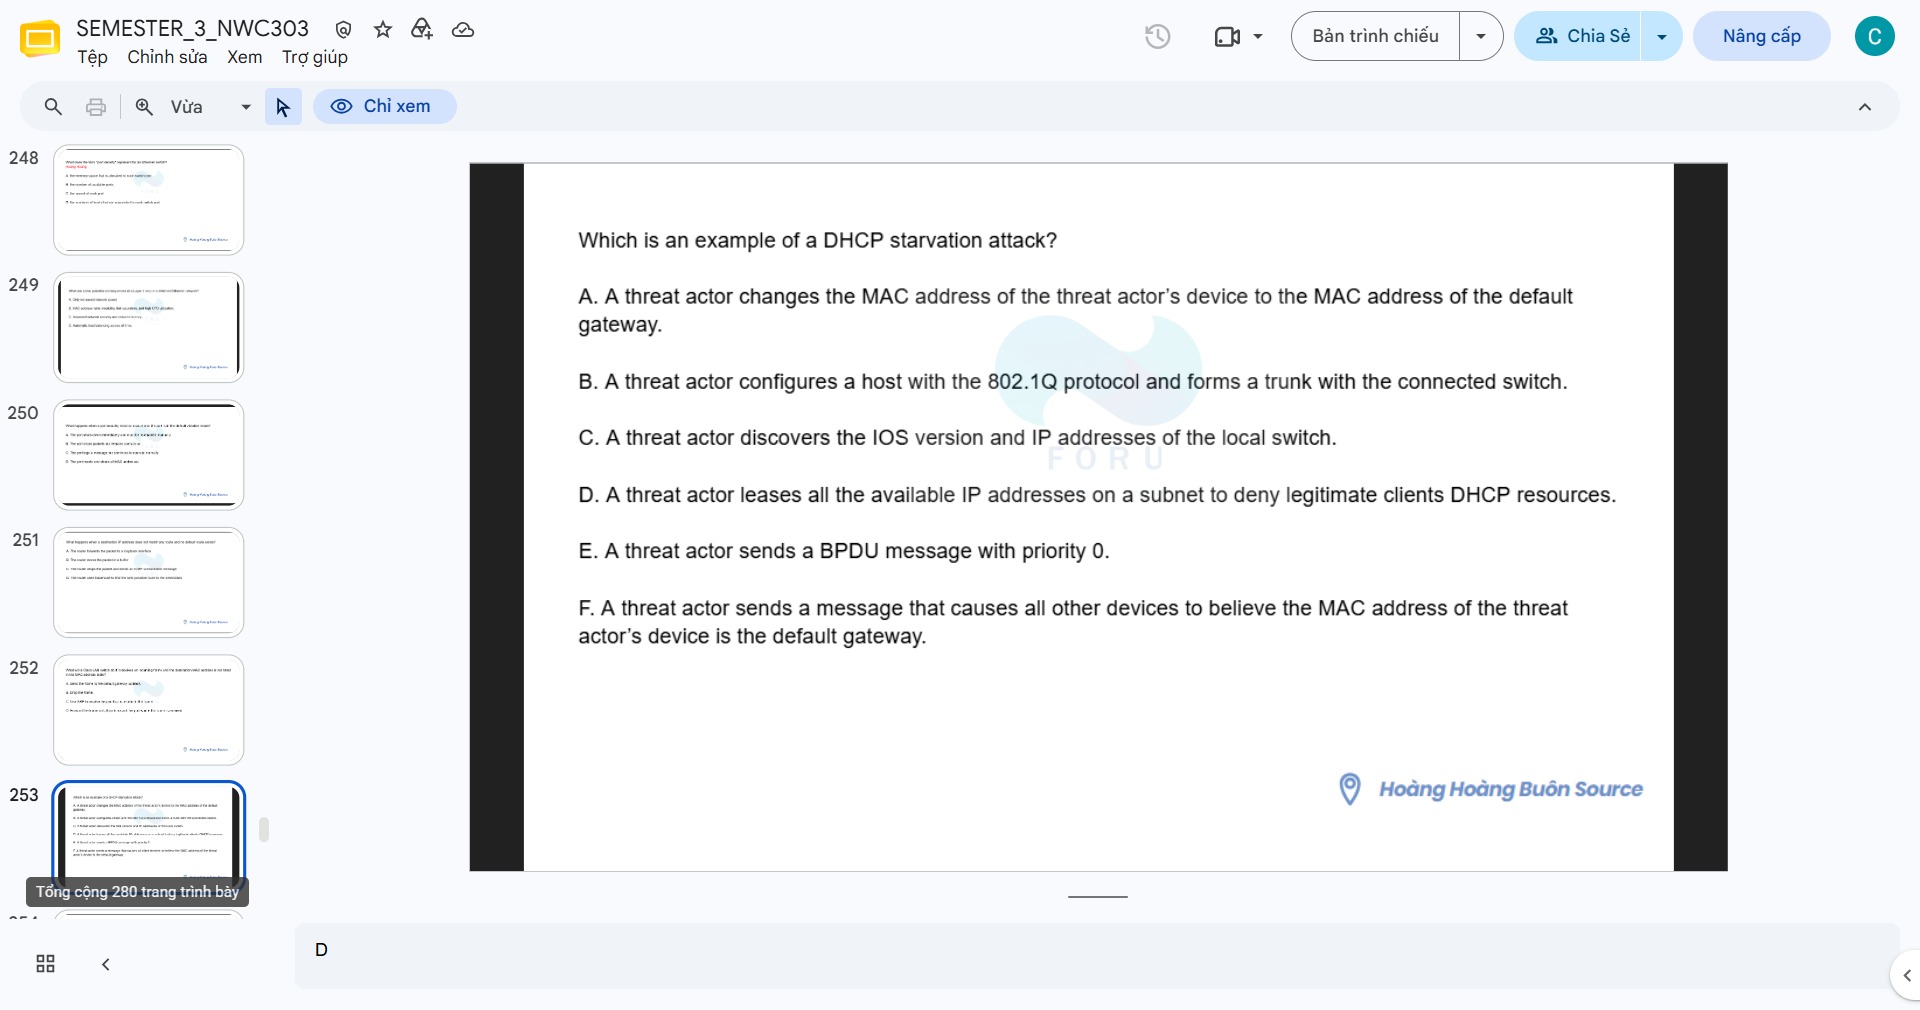 SEMESTER_3_NWC303
Tệp Chỉnh sửa Xem Trợ giúp
Bản trình chiếu
Chia Sẻ
Nâng cấp
C
Vừa
Chỉ xem
248
249
250
251
252
253
Tổng cộng 280 trang trình bày
Which is an example of a DHCP starvation attack?
A. A threat actor changes the MAC address of the threat actor’s device to the MAC address of the default
gateway.
B. A threat actor configures a host with the 802.1Q protocol and forms a trunk with the connected switch.
C. A threat actor discovers the IOS version and IP addresses of the local switch.
FORU
D. A threat actor leases all the available IP addresses on a subnet to deny legitimate clients DHCP resources.
E. A threat actor sends a BPDU message with priority 0.
F. A threat actor sends a message that causes all other devices to believe the MAC address of the threat
actor’s device is the default gateway.
Hoàng Hoàng Buôn Source
D